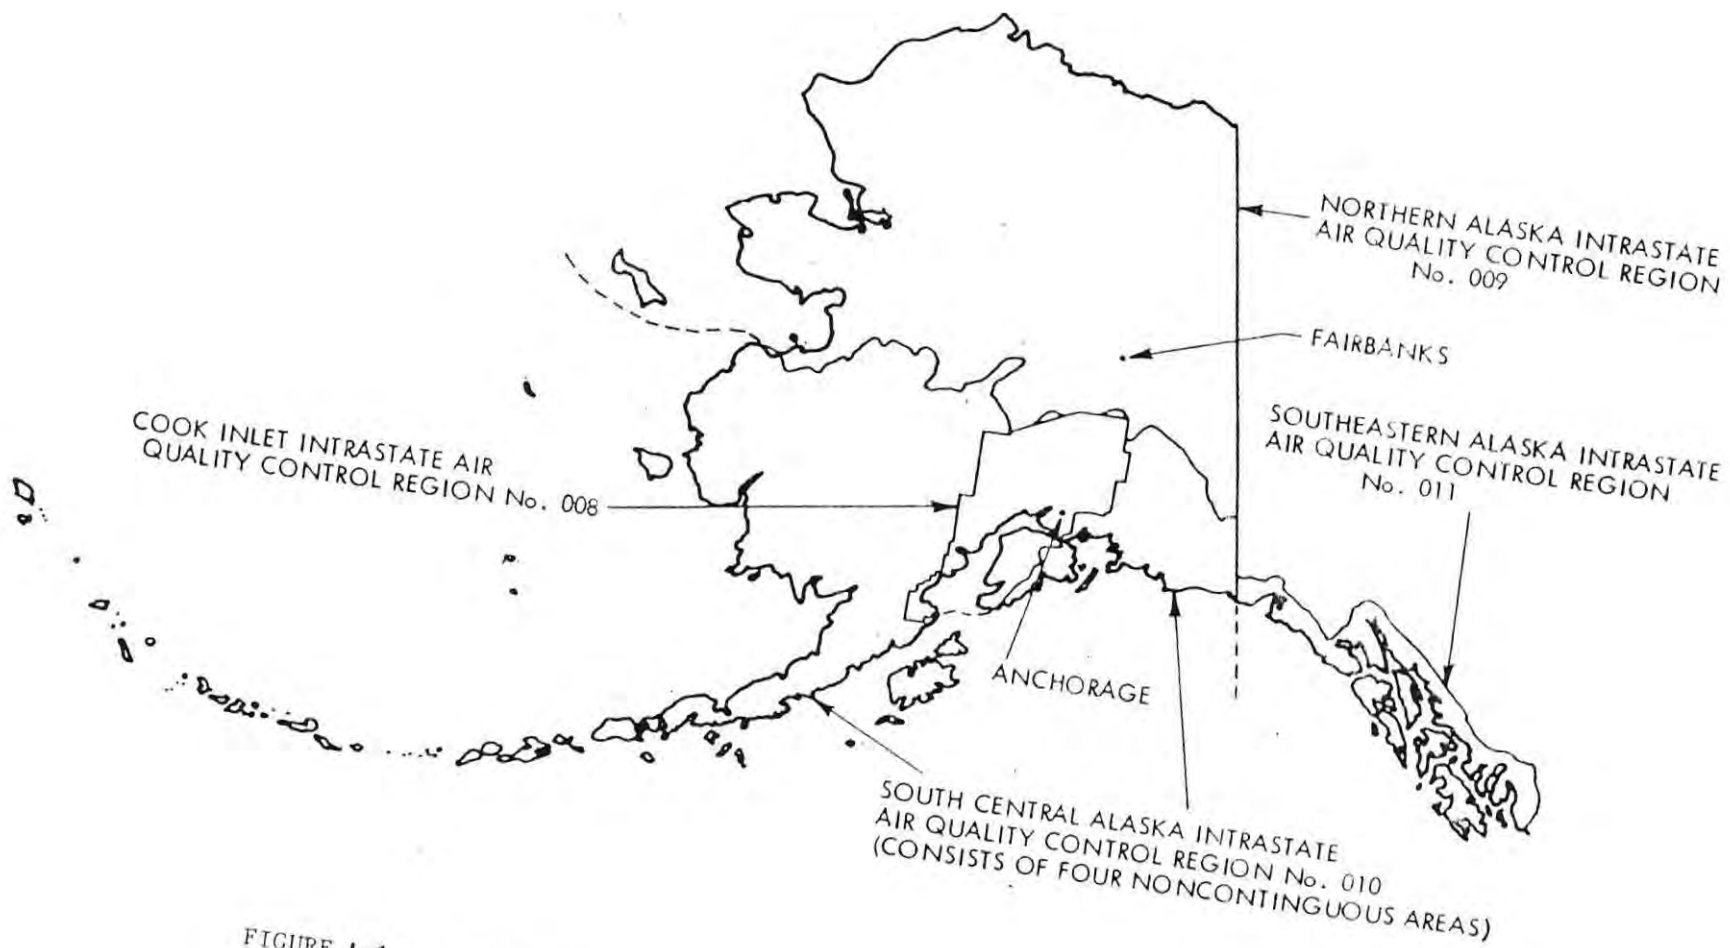 NORTHERN ALASKA INTRASTATE
AIR QUALITY CONTROL REGION
No. 009
FAIRBANKS
SOUTHEASTERN ALASKA INTRASTATE
AIR QUALITY CONTROL REGION
No. 011
COOK INLET INTRASTATE AIR
QUALITY CONTROL REGION No. 008
ANCHORAGE
SOUTH CENTRAL ALASKA INTRASTATE
AIR QUALITY CONTROL REGION No. 010
(CONSISTS OF FOUR NONCONTINGUOUS AREAS)
FIGURE